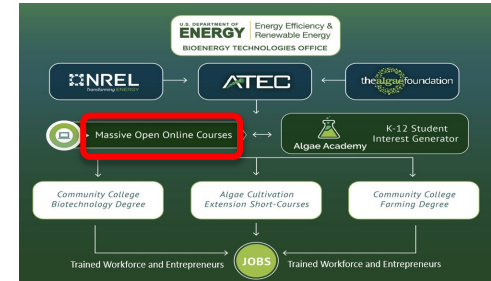 U.S. DEPARTMENT OF
ENERGY
Energy Efficiency &
Renewable Energy
BIOENERGY TECHNOLOGIES OFFICE
NREL
Transforming ENERGY
ATEC
thealgaefoundation
Massive Open Online Courses
Algae Academy
K-12 Student
Interest Generator
Community College
Biotechnology Degree
Algae Cultivation
Extension Short-Courses
Community College
Farming Degree
Trained Workforce and Entrepreneurs
JOBS
Trained Workforce and Entrepreneurs